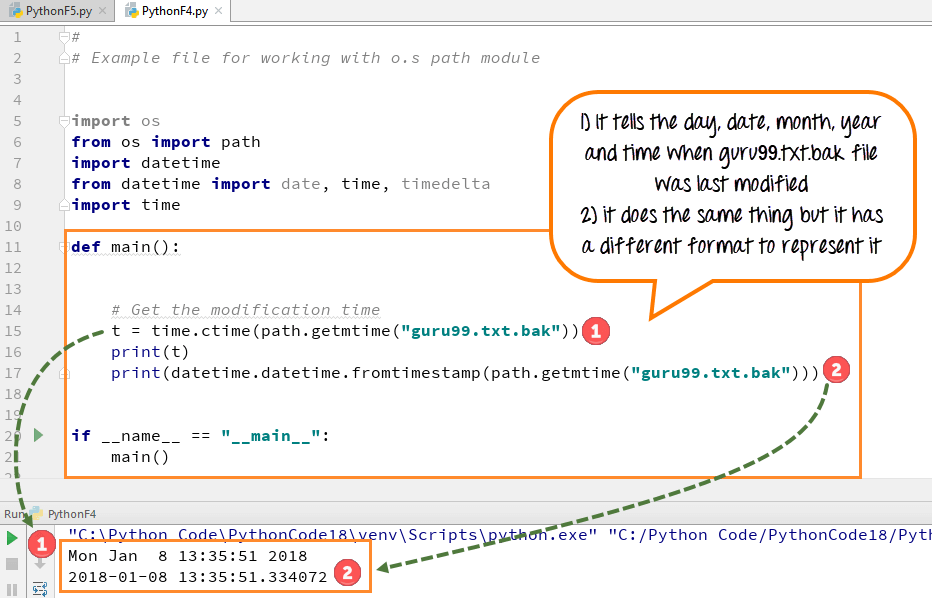 PythonF5.py PythonF4.py
1 #
2 # Example file for working with o.s path module
3
4
5 import os
6 from os import path
7 import datetime
8 from datetime import date, time, timedelta
9 import time
10
11 def main():
12
13
14 # Get the modification time
15 t = time.ctime(path.getmtime("guru99.txt.bak")) 1
16 print(t)
17 print(datetime.datetime.fromtimestamp(path.getmtime("guru99.txt.bak"))) 2
18
19
20 if __name__ == "__main__":
21 main()
1) It tells the day, date, month, year
and time when guru99.txt.bak file
was last modified
2) it does the same thing but it has
a different format to represent it
Run PythonF4
"C:\Python Code\PythonCode18\venv\Scripts\python.exe" "C:/Python Code/PythonCode18/Pyth
1 Mon Jan  8 13:35:51 2018
2018-01-08 13:35:51.334072 2